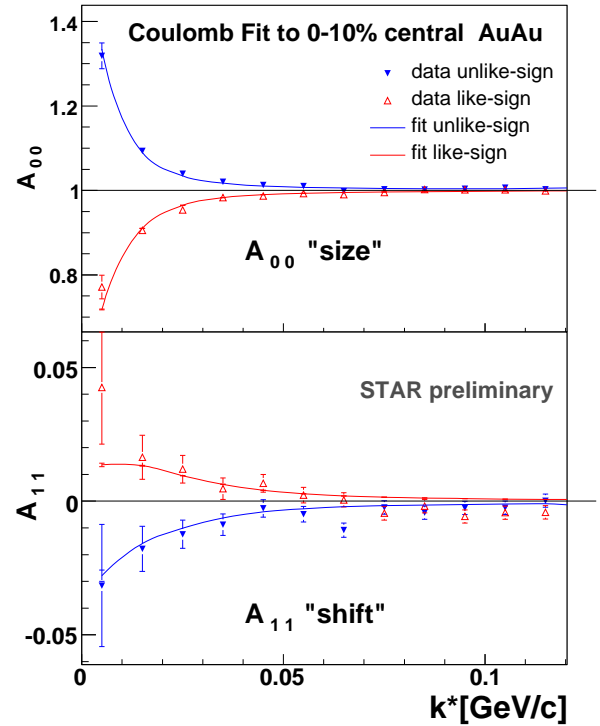 Coulomb Fit to 0-10% central AuAu
data unlike-sign
data like-sign
fit unlike-sign
fit like-sign
1.4
1.2
1
0.8
A00
A00 "size"
STAR preliminary
0.05
0
-0.05
A11
A11 "shift"
0
0.05
0.1
k*[GeV/c]